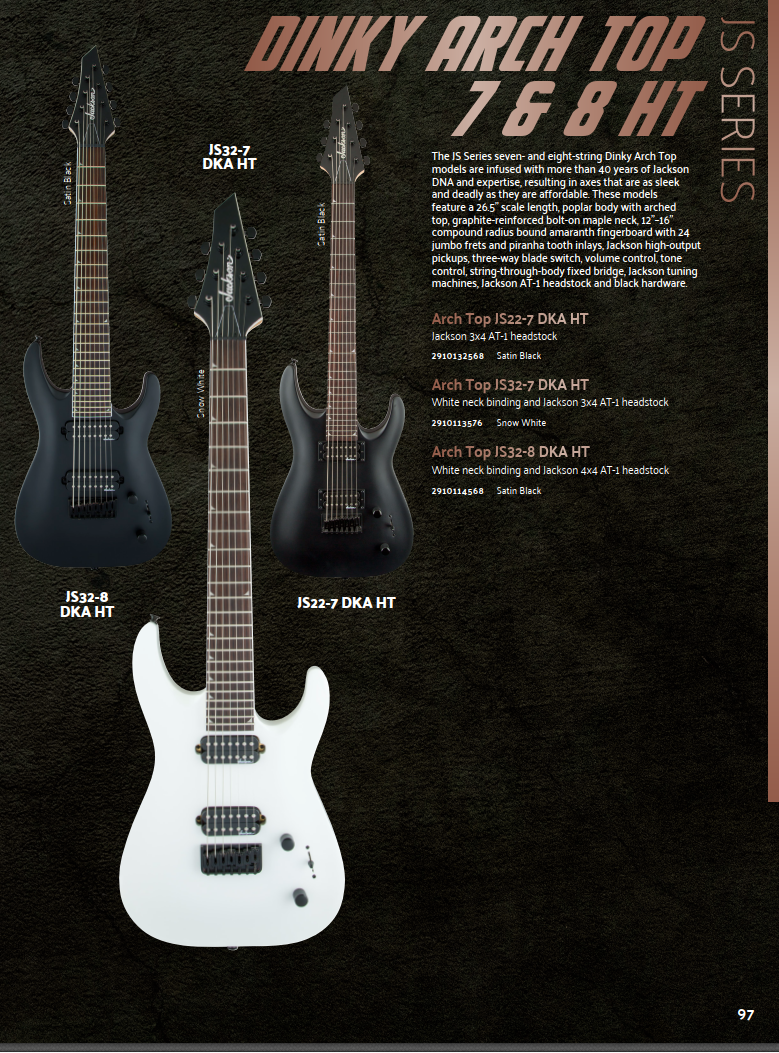 DINKY ARCH TOP
7 & 8 HT
JS SERIES
The JS Series seven- and eight-string Dinky Arch Top
models are infused with more than 40 years of Jackson
DNA and expertise, resulting in axes that are as sleek
and deadly as they are affordable. These models
feature a 26.5" scale length, poplar body with arched
top, graphite-reinforced bolt-on maple neck, 12"-16"
compound radius bound amaranth fingerboard with 24
jumbo frets and piranha tooth inlays, Jackson high-output
pickups, three-way blade switch, volume control, tone
control, string-through-body fixed bridge, Jackson tuning
machines, Jackson AT-1 headstock and black hardware.
Arch Top JS22-7 DKA HT
Jackson 3x4 AT-1 headstock
2910132568 Satin Black
Arch Top JS32-7 DKA HT
White neck binding and Jackson 3x4 AT-1 headstock
2910113576 Snow White
Arch Top JS32-8 DKA HT
White neck binding and Jackson 4x4 AT-1 headstock
2910114568 Satin Black
JS32-7
DKA HT
Satin Black
Satin Black
Snow White
Jackson
Jackson
Jackson
JS32-8
DKA HT
JS22-7 DKA HT
97